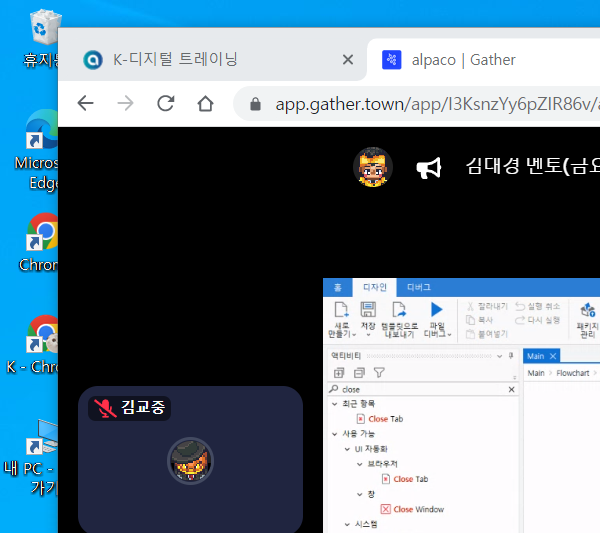 휴지통
K-디지털 트레이닝
alpaco | Gather
app.gather.town/app/I3KsnzYy6pZIR86v/a
Micros
Edge
김대경 멘토(금요
홈 디자인 디버그
새로 만들기 저장 템플릿으로 내보내기 파일 디버그
잘라내기 실행 취소
복사 다시 실행
붙여넣기
패키지 관리
Chrom
액티비티
Main
close
Main Flowchart
최근 항목
Close Tab
사용 가능
UI 자동화
브라우저
Close Tab
창
Close Window
시스템
K - Chro
김교중
내 PC -
가기